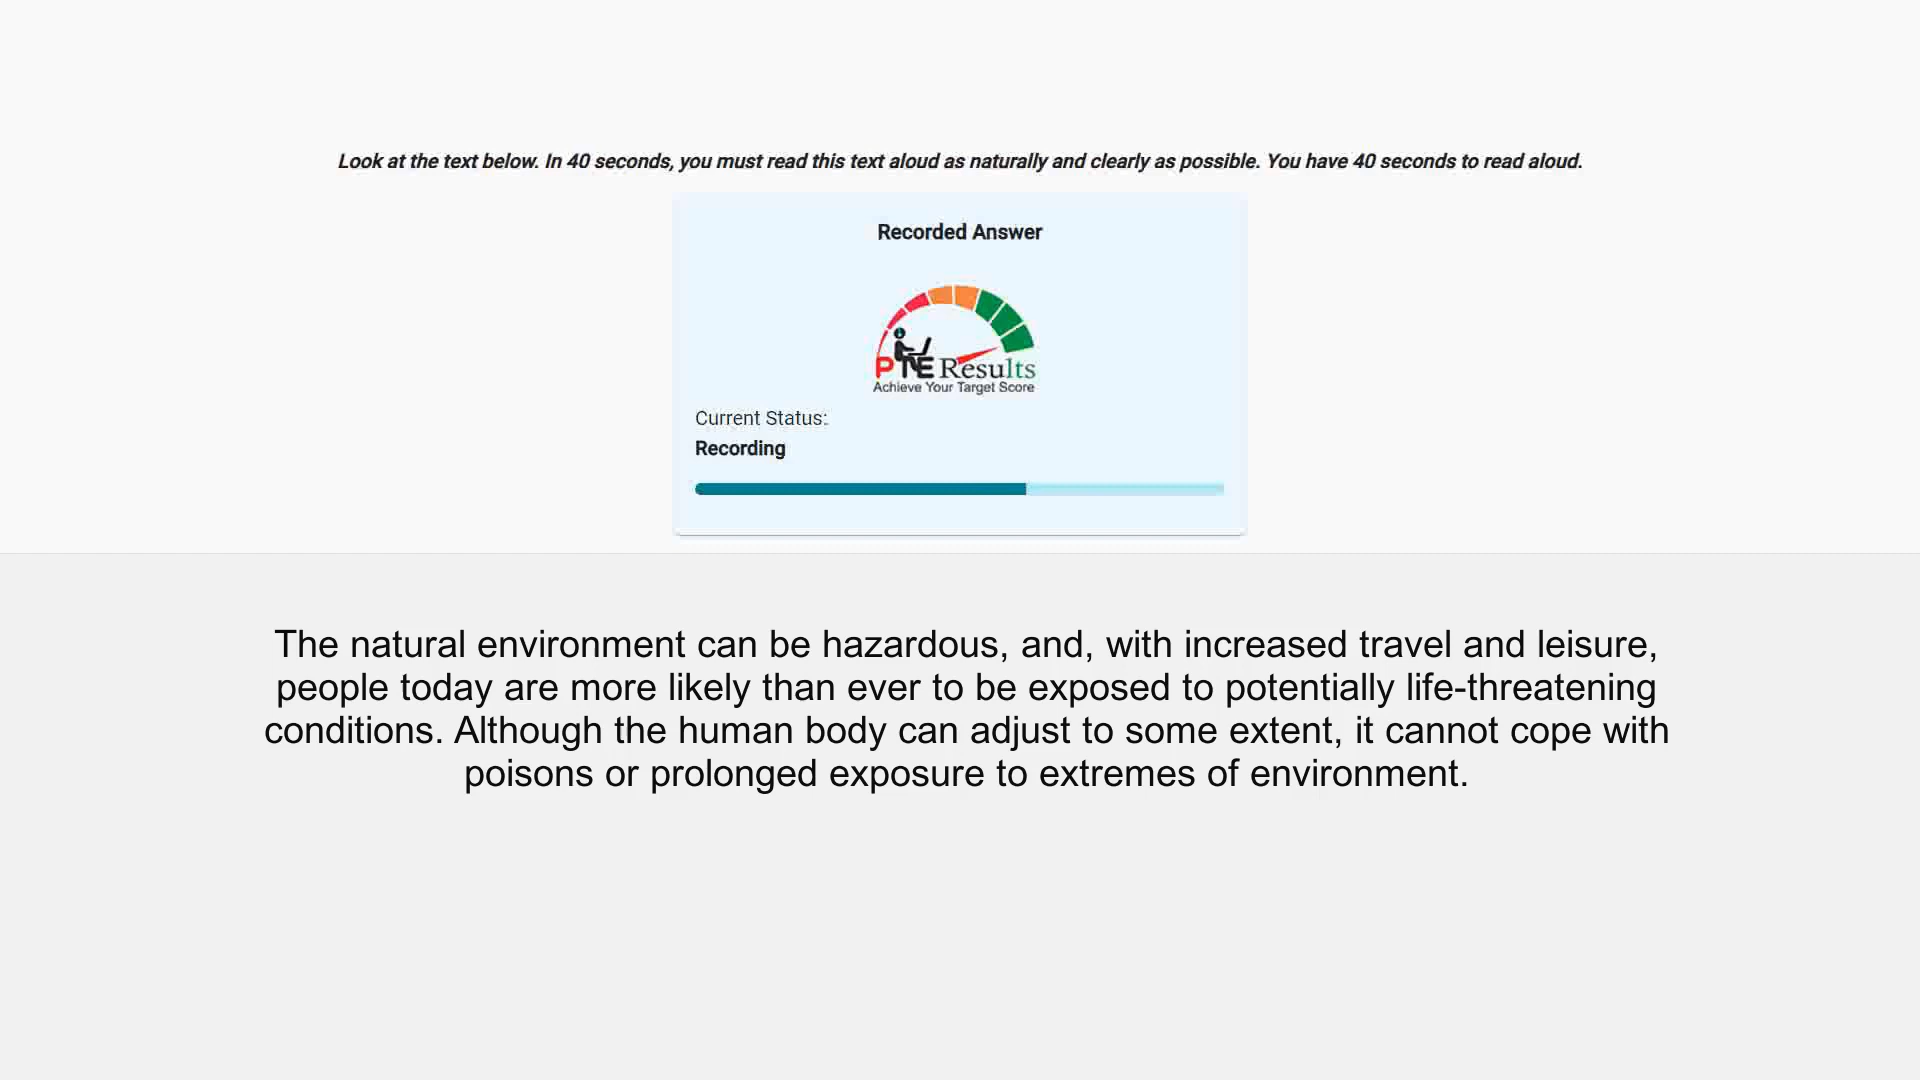 Look at the text below. In 40 seconds, you must read this text aloud as naturally and clearly as possible. You have 40 seconds to read aloud.
Recorded Answer
PTE Results
Achieve Your Target Score
Current Status:
Recording
The natural environment can be hazardous, and, with increased travel and leisure,
people today are more likely than ever to be exposed to potentially life-threatening
conditions. Although the human body can adjust to some extent, it cannot cope with
poisons or prolonged exposure to extremes of environment.